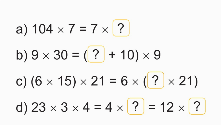 a) 104 × 7 = 7 × ?
b) 9 × 30 = ( ? + 10) × 9
c) (6 × 15) × 21 = 6 × ( ? × 21)
d) 23 × 3 × 4 = 4 × ? = 12 × ?